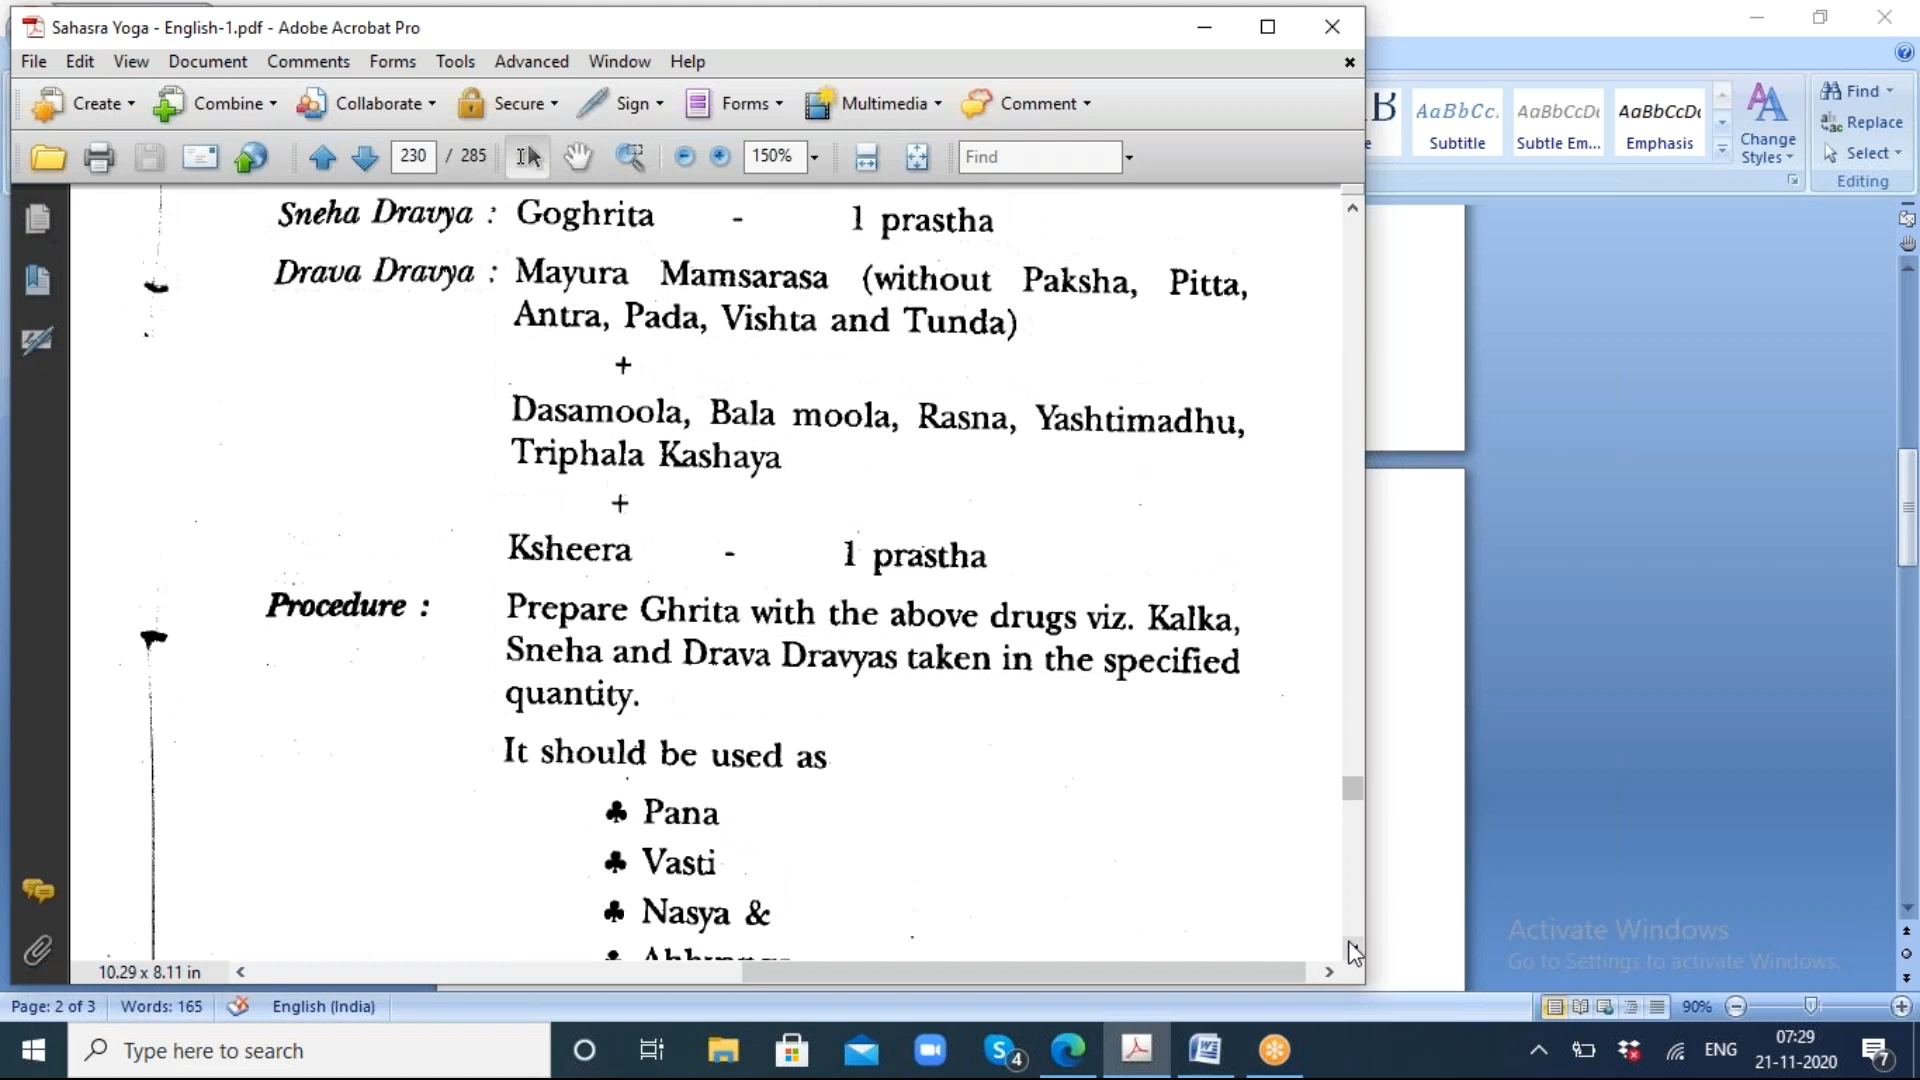 Sahasra Yoga - English-1.pdf - Adobe Acrobat Pro
File Edit View Document Comments Forms Tools Advanced Window Help
Create Combine Collaborate Secure Sign Forms Multimedia Comment
230 / 285 150% Find
Sneha Dravya : Goghrita - 1 prastha
Drava Dravya : Mayura Mamsarasa (without Paksha, Pitta,
Antra, Pada, Vishta and Tunda)
+
Dasamoola, Bala moola, Rasna, Yashtimadhu,
Triphala Kashaya
+
Ksheera - 1 prastha
Procedure : Prepare Ghrita with the above drugs viz. Kalka,
Sneha and Drava Dravyas taken in the specified
quantity.
It should be used as
♣ Pana
♣ Vasti
♣ Nasya &
10.29 x 8.11 in
AaBbCc. AaBbCcDt AaBbCcDt
Subtitle Subtle Em... Emphasis
Change
Styles
Find
Replace
Select
Editing
Activate Windows
Go to Settings to activate Windows.
Page: 2 of 3 Words: 165 English (India) 90%
Type here to search
4
ENG
07:29
21-11-2020
7